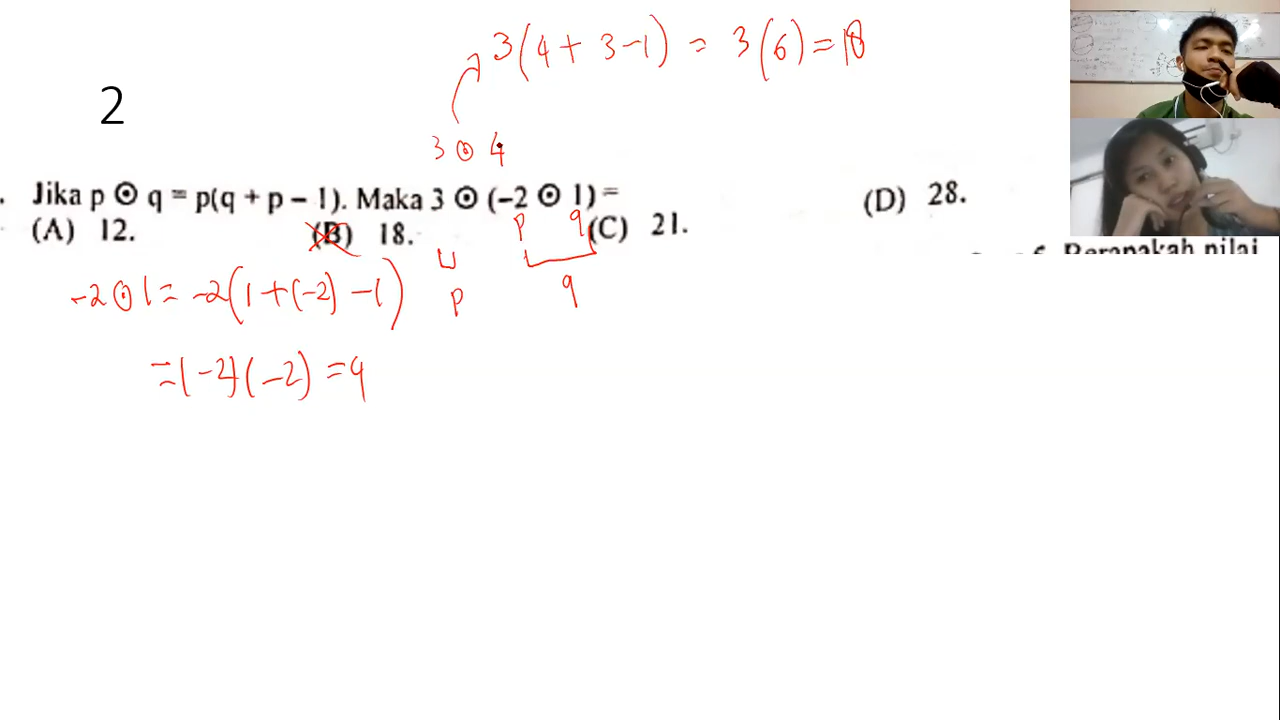 3(4 + 3 - 1) = 3(6) = 18
2
3 ⊙ 4
. Jika p ⊙ q = p(q + p − 1). Maka 3 ⊙ (−2 ⊙ 1) =
(A) 12. (B) 18. (C) 21. (D) 28.
p q
p q
-2 ⊙ 1 = -2(1 + (-2) - 1)
= (-2)(-2) = 4
Berapakah nilai